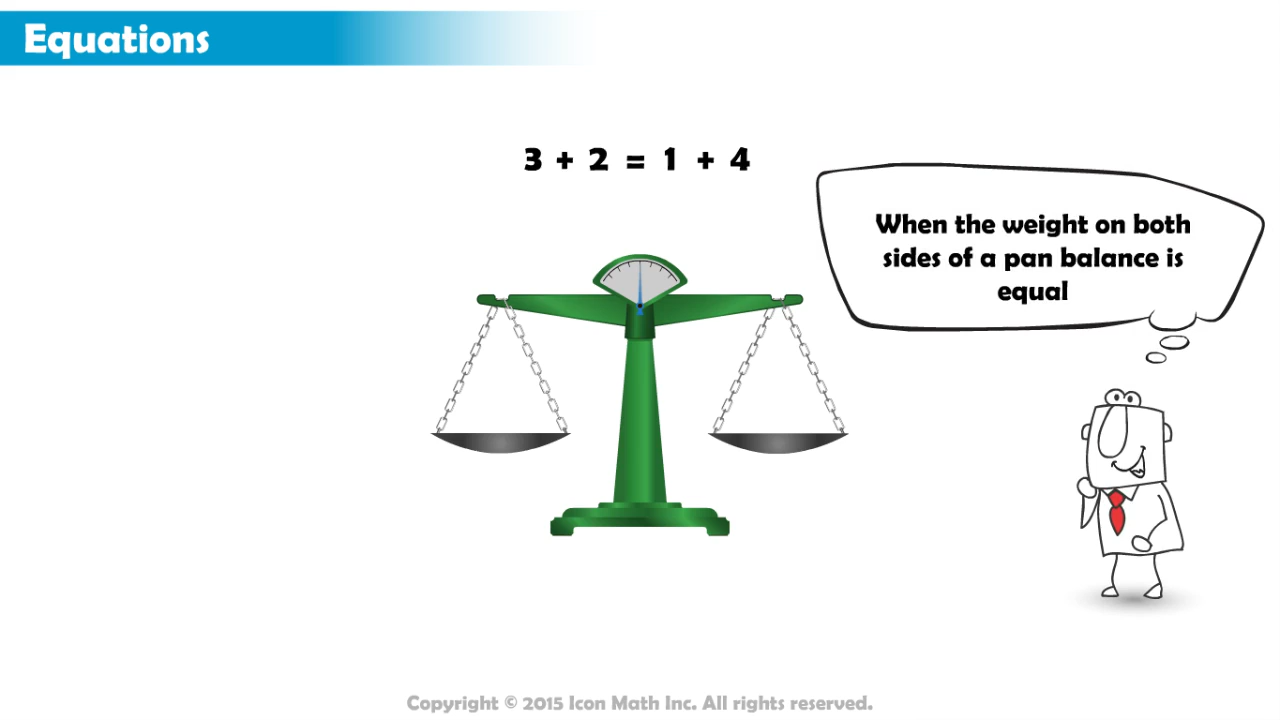 Equations
3 + 2 = 1 + 4
When the weight on both
sides of a pan balance is
equal
Copyright © 2015 Icon Math Inc. All rights reserved.